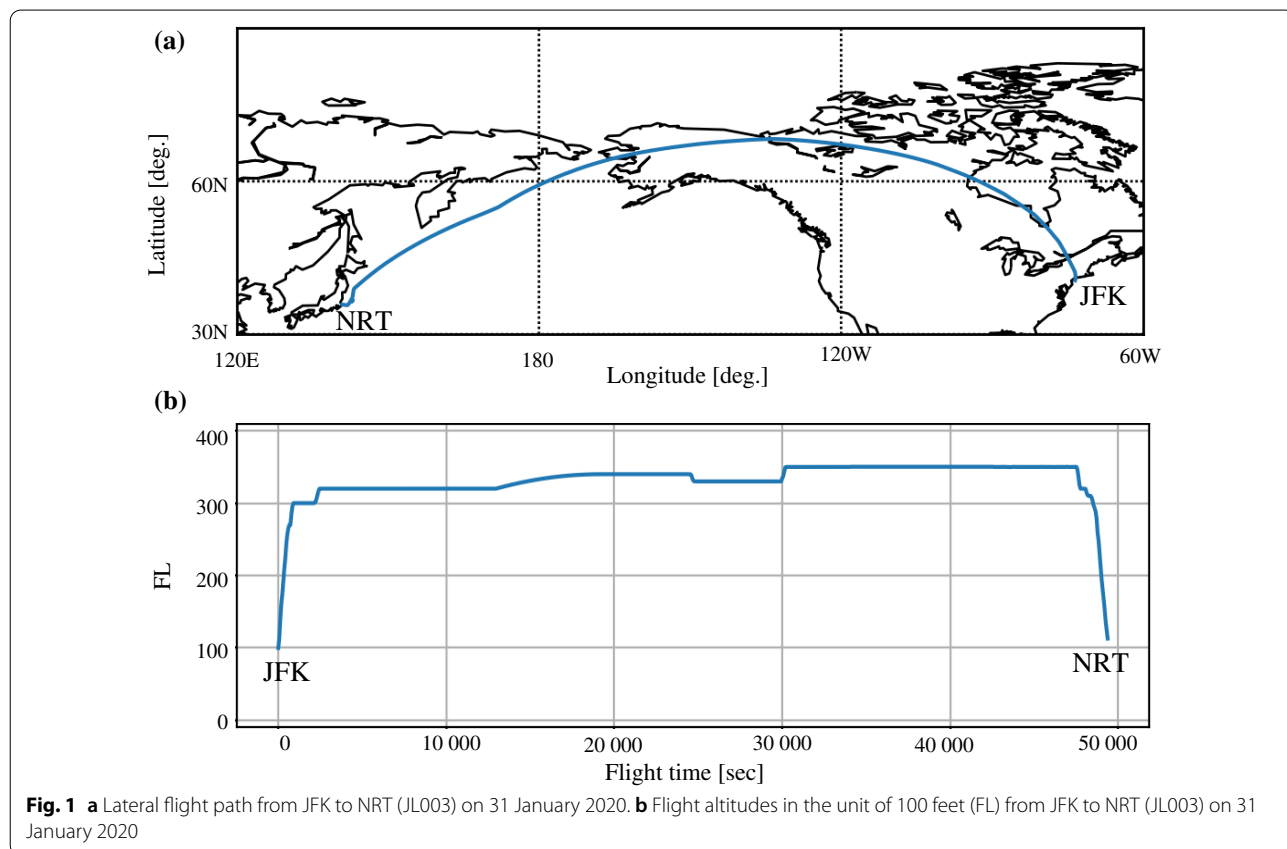 (a)
Latitude [deg.]
60N
30N
NRT
JFK
120E 180 120W 60W
Longitude [deg.]
(b)
FL
400
300
200
100
0
JFK
NRT
0 10 000 20 000 30 000 40 000 50 000
Flight time [sec]
Fig. 1 a Lateral flight path from JFK to NRT (JL003) on 31 January 2020. b Flight altitudes in the unit of 100 feet (FL) from JFK to NRT (JL003) on 31
January 2020